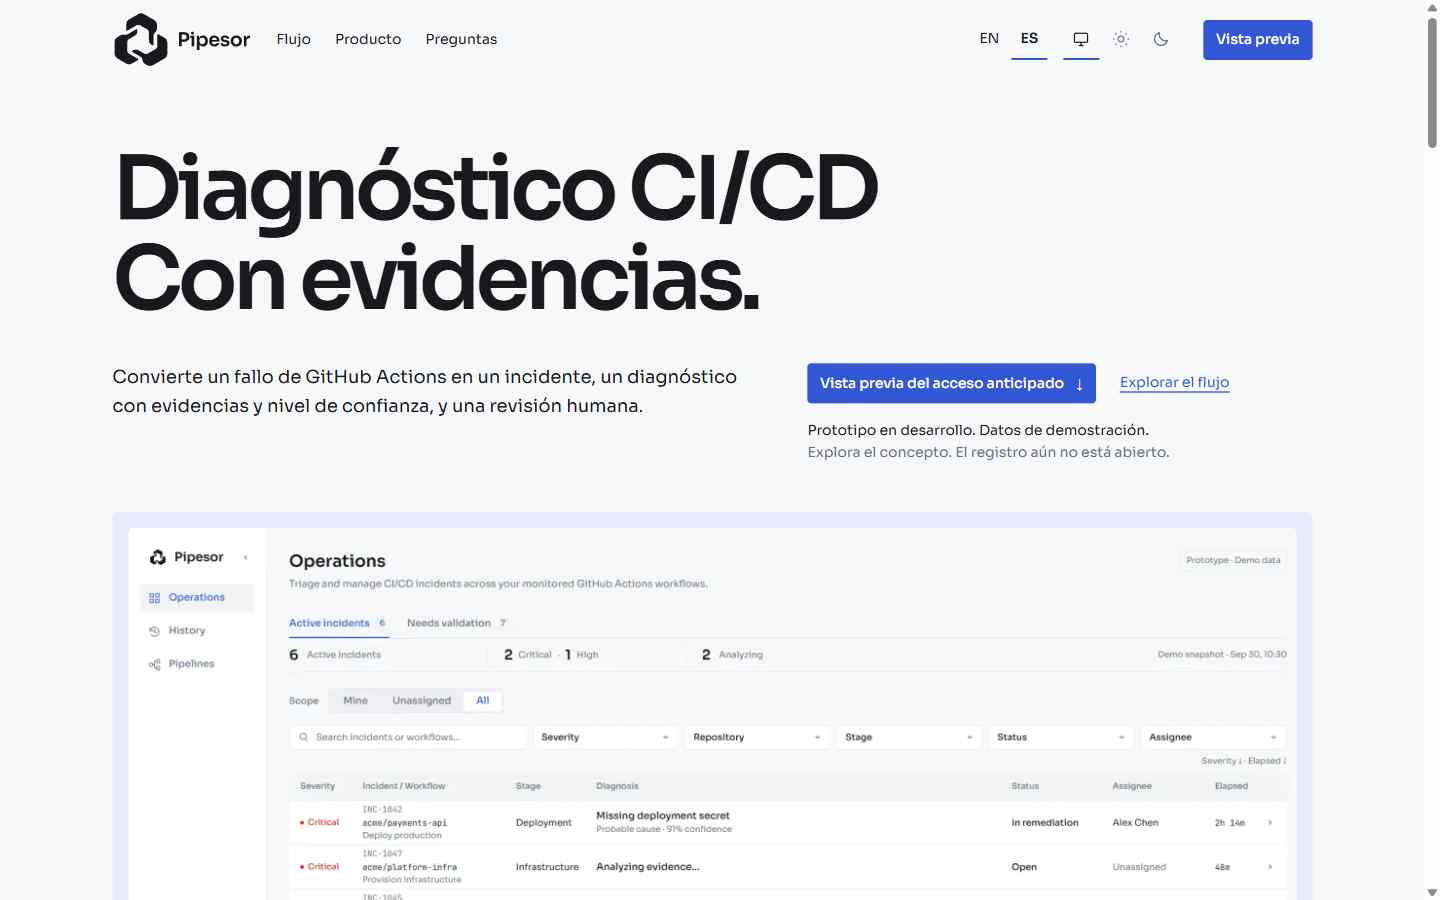 Pipesor
Flujo
Producto
Preguntas
EN
ES
Vista previa
Diagnóstico CI/CD
Con evidencias.
Convierte un fallo de GitHub Actions en un incidente, un diagnóstico
con evidencias y nivel de confianza, y una revisión humana.
Vista previa del acceso anticipado ↓
Explorar el flujo
Prototipo en desarrollo. Datos de demostración.
Explora el concepto. El registro aún no está abierto.
Pipesor
Operations
History
Pipelines
Operations
Prototype · Demo data
Triage and manage CI/CD incidents across your monitored GitHub Actions workflows.
Active incidents 6
Needs validation 7
6 Active Incidents
2 Critical · 1 High
2 Analyzing
Demo snapshot · Sep 30, 10:30
Scope
Mine
Unassigned
All
Search incidents or workflows...
Severity
Repository
Stage
Status
Assignee
Severity ↓ · Elapsed ↓
Severity
Incident / Workflow
Stage
Diagnosis
Status
Assignee
Elapsed
Critical
INC-1842
acme/payments-api
Deploy production
Deployment
Missing deployment secret
Probable cause · 91% confidence
In remediation
Alex Chen
2h 14m
Critical
INC-1847
acme/platform-infra
Provision Infrastructure
Infrastructure
Analyzing evidence...
Open
Unassigned
48m
INC-1845